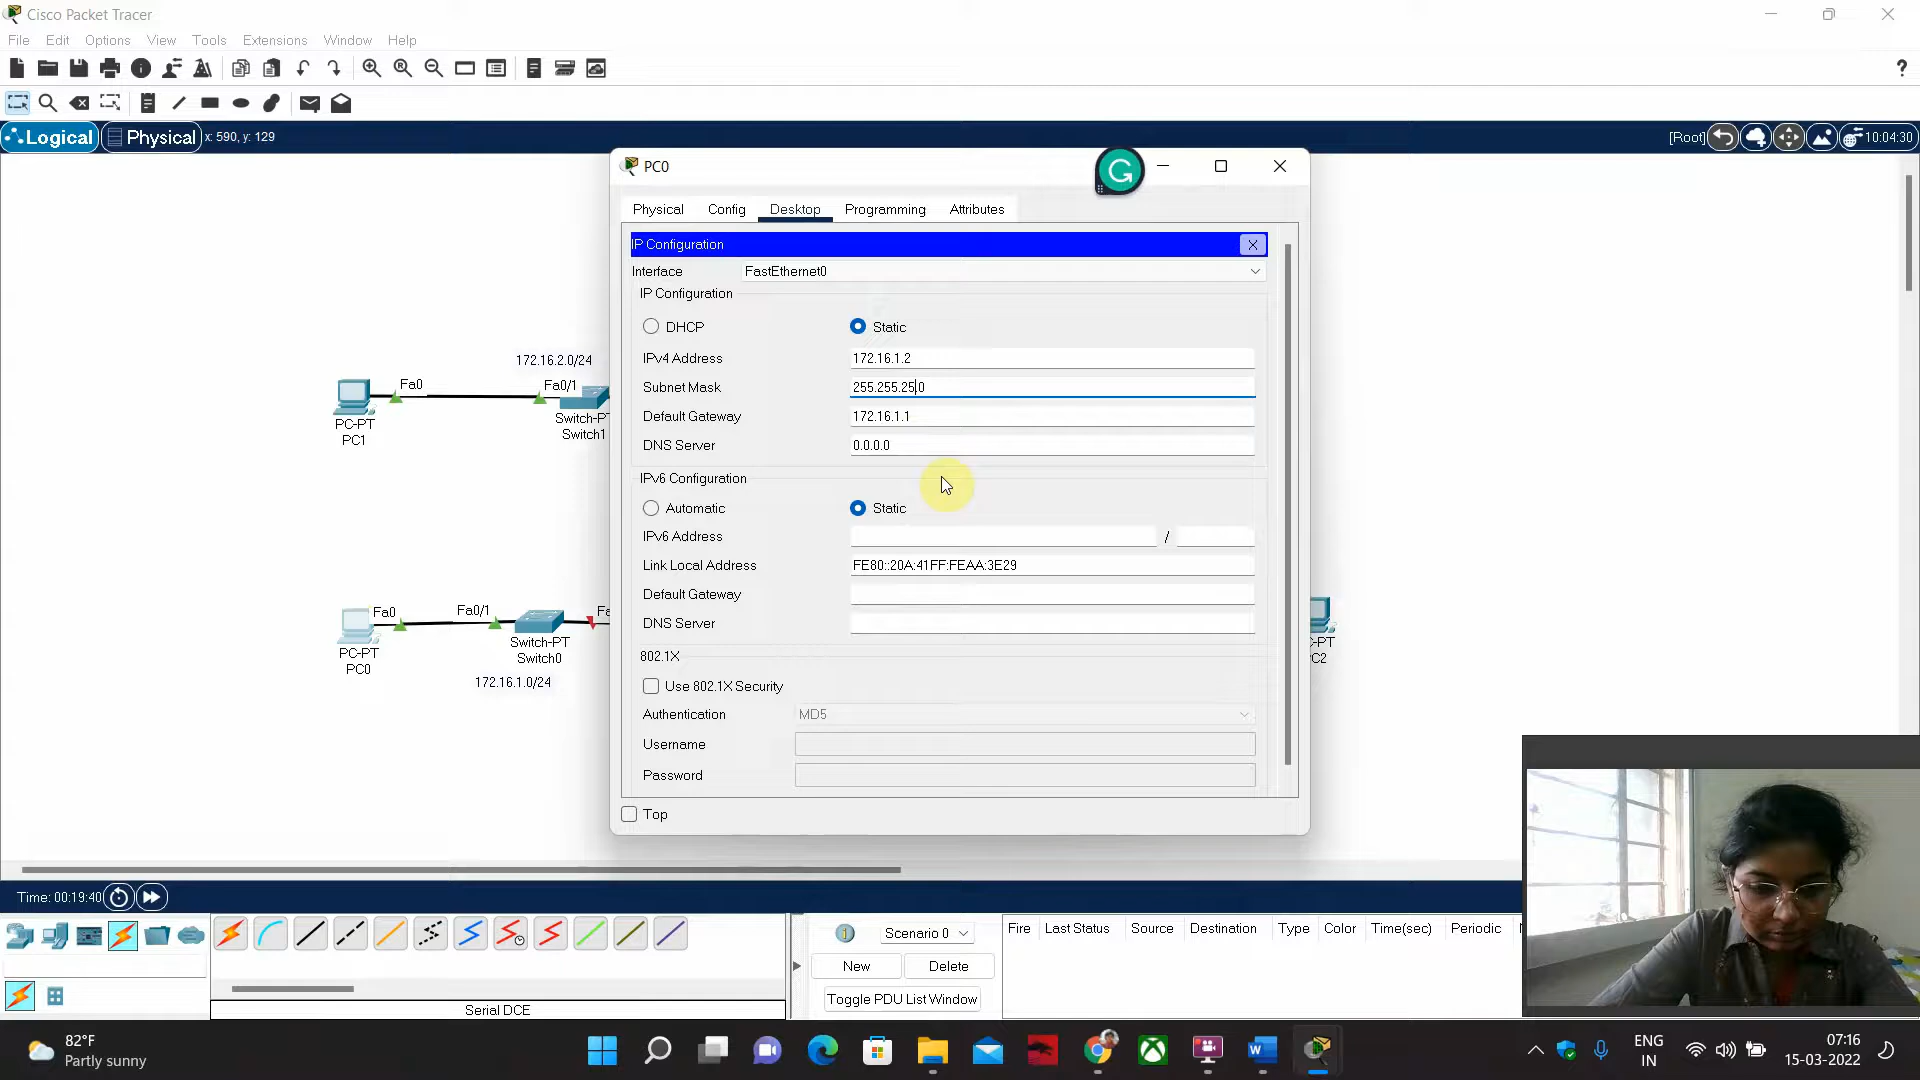 Cisco Packet Tracer
File Edit Options View Tools Extensions Window Help
Logical Physical x: 590, y: 129 [Root] 10:04:30
PC0
Physical Config Desktop Programming Attributes
IP Configuration X
Interface FastEthernet0
IP Configuration
DHCP Static
IPv4 Address 172.16.1.2
Subnet Mask 255.255.25.0
Default Gateway 172.16.1.1
DNS Server 0.0.0.0
IPv6 Configuration
Automatic Static
IPv6 Address /
Link Local Address FE80::20A:41FF:FEAA:3E29
Default Gateway
DNS Server
802.1X
Use 802.1X Security
Authentication MD5
Username
Password
Top
172.16.2.0/24
Fa0 Fa0/1
PC-PT
PC1
Switch-PT
Switch1
Fa0 Fa0/1 Fa
PC-PT
PC0
Switch-PT
Switch0
172.16.1.0/24
-PT
C2
Time: 00:19:40
Scenario 0
New Delete
Toggle PDU List Window
Fire Last Status Source Destination Type Color Time(sec) Periodic
Serial DCE
82°F
Partly sunny
ENG
IN
07:16
15-03-2022